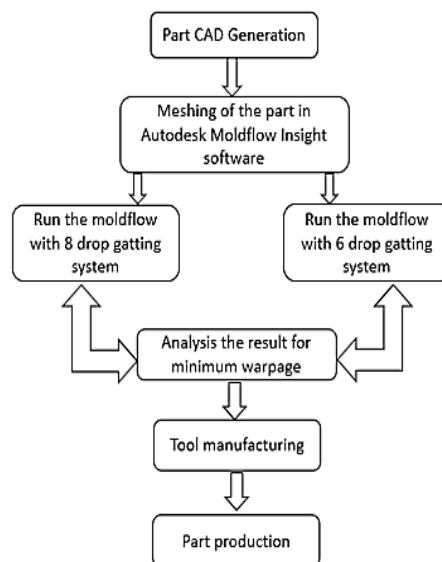 Part CAD Generation
Meshing of the part in
Autodesk Moldflow Insight
software
Run the moldflow
with 8 drop gatting
system
Run the moldflow
with 6 drop gatting
system
Analysis the result for
minimum warpage
Tool manufacturing
Part production